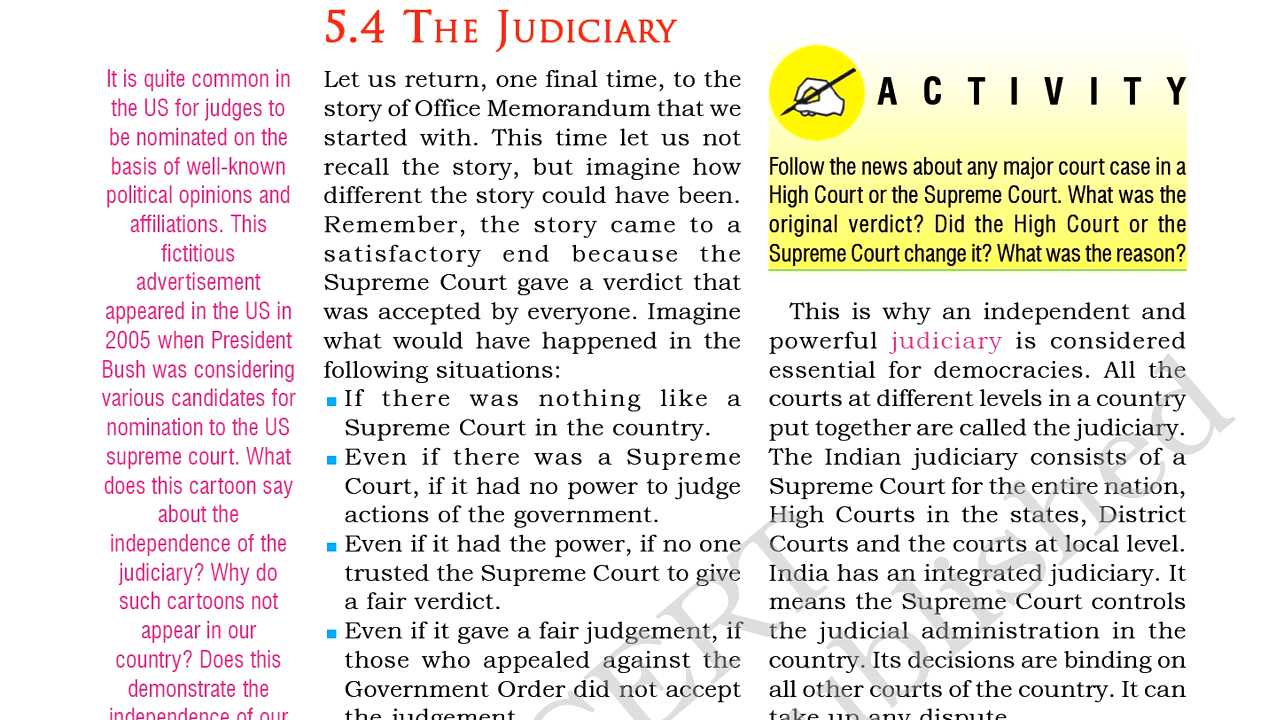 5.4 THE JUDICIARY
It is quite common in
the US for judges to
be nominated on the
basis of well-known
political opinions and
affiliations. This
fictitious
advertisement
appeared in the US in
2005 when President
Bush was considering
various candidates for
nomination to the US
supreme court. What
does this cartoon say
about the
independence of the
judiciary? Why do
such cartoons not
appear in our
country? Does this
demonstrate the
independence of our
Let us return, one final time, to the
story of Office Memorandum that we
started with. This time let us not
recall the story, but imagine how
different the story could have been.
Remember, the story came to a
satisfactory end because the
Supreme Court gave a verdict that
was accepted by everyone. Imagine
what would have happened in the
following situations:
If there was nothing like a
Supreme Court in the country.
Even if there was a Supreme
Court, if it had no power to judge
actions of the government.
Even if it had the power, if no one
trusted the Supreme Court to give
a fair verdict.
Even if it gave a fair judgement, if
those who appealed against the
Government Order did not accept
the judgement.
ACTIVITY
Follow the news about any major court case in a
High Court or the Supreme Court. What was the
original verdict? Did the High Court or the
Supreme Court change it? What was the reason?
This is why an independent and
powerful judiciary is considered
essential for democracies. All the
courts at different levels in a country
put together are called the judiciary.
The Indian judiciary consists of a
Supreme Court for the entire nation,
High Courts in the states, District
Courts and the courts at local level.
India has an integrated judiciary. It
means the Supreme Court controls
the judicial administration in the
country. Its decisions are binding on
all other courts of the country. It can
take up any dispute